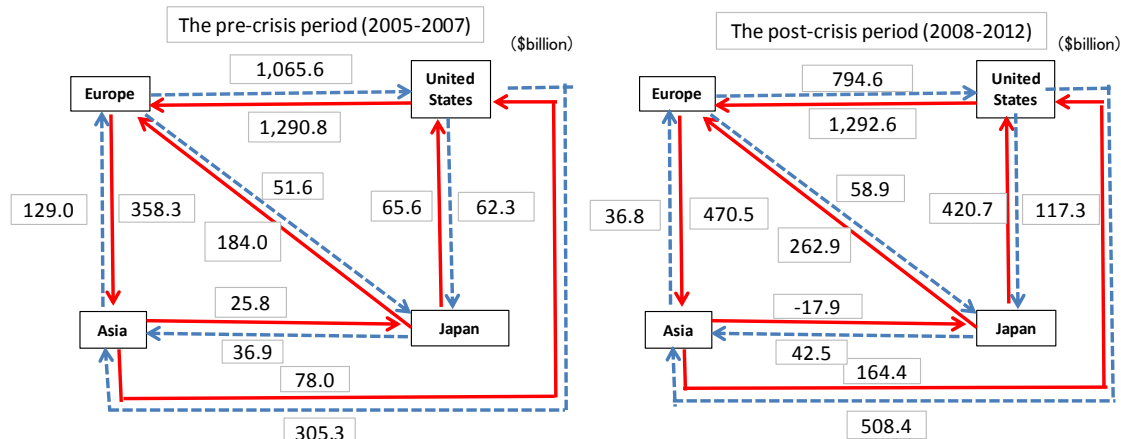 The pre-crisis period (2005-2007)
($billion)
1,065.6
Europe
United
States
1,290.8
51.6
129.0
358.3
65.6
62.3
184.0
25.8
Asia
Japan
36.9
78.0
305.3
The post-crisis period (2008-2012)
($billion)
794.6
Europe
United
States
1,292.6
58.9
36.8
470.5
420.7
117.3
262.9
-17.9
Asia
Japan
42.5
164.4
508.4